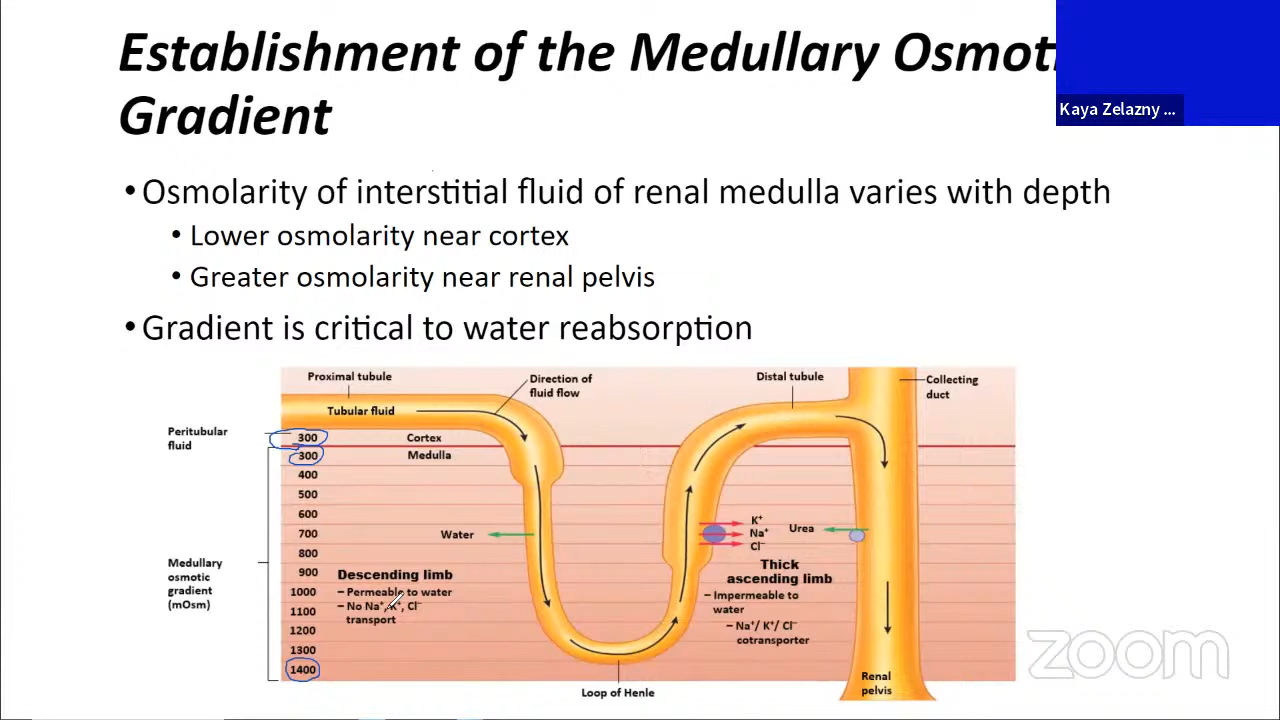 Establishment of the Medullary Osmoti
Gradient
Kaya Zelazny ...
• Osmolarity of interstitial fluid of renal medulla varies with depth
• Lower osmolarity near cortex
• Greater osmolarity near renal pelvis
• Gradient is critical to water reabsorption
Proximal tubule
Direction of
fluid flow
Distal tubule
Collecting
duct
Tubular fluid
Peritubular
fluid
300
Cortex
300
Medulla
400
500
600
700
800
900
1000
1100
1200
1300
1400
Medullary
osmotic
gradient
(mOsm)
Water
Descending limb
– Permeable to water
– No Na⁺, K⁺, Cl⁻
transport
K⁺
Na⁺
Cl⁻
Urea
Thick
ascending limb
– Impermeable to
water
– Na⁺/ K⁺/ Cl⁻
cotransporter
Loop of Henle
Renal
pelvis
zoom